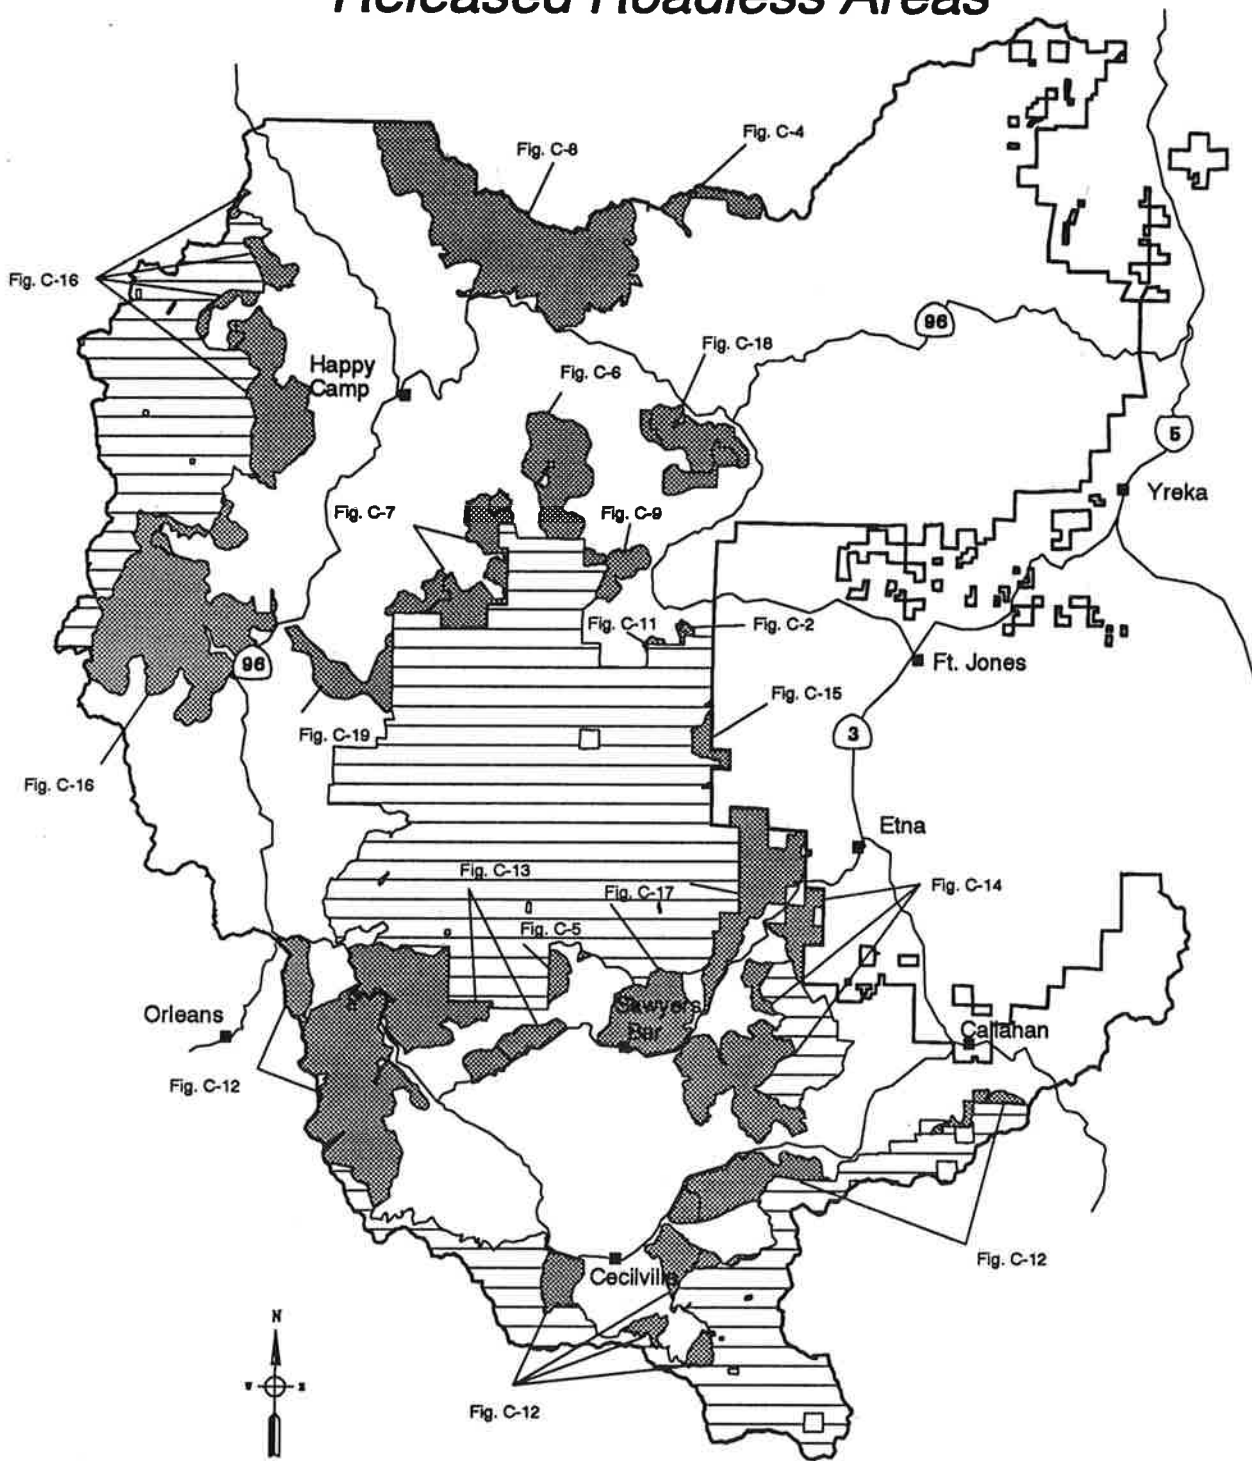 Released Roadless Areas
Fig. C-8
Fig. C-4
Fig. C-16
96
Happy
Camp
Fig. C-6
Fig. C-18
5
Yreka
Fig. C-7
Fig. C-9
Fig. C-11
Fig. C-2
Ft. Jones
96
Fig. C-19
Fig. C-15
3
Fig. C-16
Etna
Fig. C-13
Fig. C-17
Fig. C-14
Fig. C-5
Orleans
Sawyers
Bar
Callahan
Fig. C-12
Fig. C-12
Cecilville
N
Fig. C-12